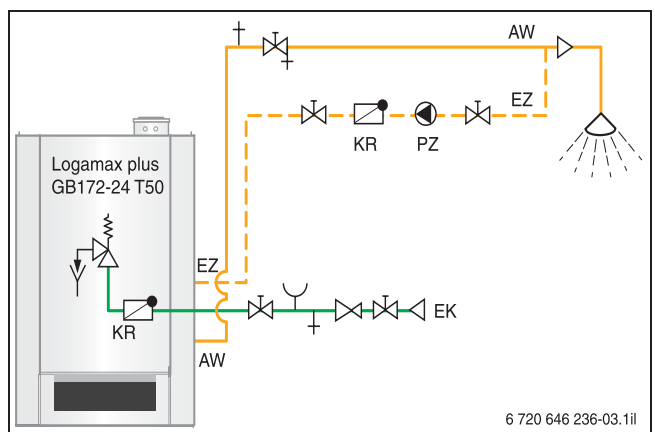 AW
EZ
KR
PZ
Logamax plus
GB172-24 T50
EZ
KR
EK
AW
6 720 646 236-03.1il